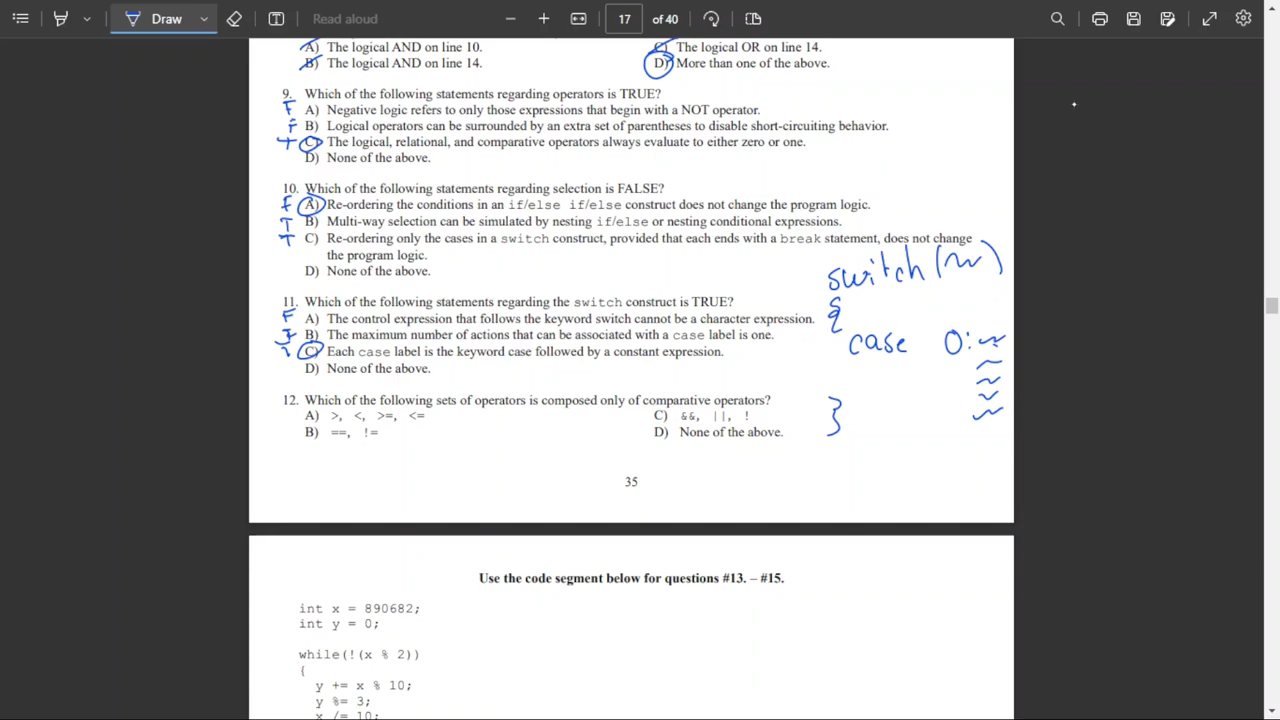 Draw
Read aloud
17 of 40
A) The logical AND on line 10. C) The logical OR on line 14.
B) The logical AND on line 14. D) More than one of the above.
9. Which of the following statements regarding operators is TRUE?
F A) Negative logic refers to only those expressions that begin with a NOT operator.
F B) Logical operators can be surrounded by an extra set of parentheses to disable short-circuiting behavior.
T C) The logical, relational, and comparative operators always evaluate to either zero or one.
D) None of the above.
10. Which of the following statements regarding selection is FALSE?
F A) Re-ordering the conditions in an if/else if/else construct does not change the program logic.
T B) Multi-way selection can be simulated by nesting if/else or nesting conditional expressions.
T C) Re-ordering only the cases in a switch construct, provided that each ends with a break statement, does not change
the program logic.
D) None of the above.
switch( )
{
case 0:
}
11. Which of the following statements regarding the switch construct is TRUE?
F A) The control expression that follows the keyword switch cannot be a character expression.
F B) The maximum number of actions that can be associated with a case label is one.
T C) Each case label is the keyword case followed by a constant expression.
D) None of the above.
12. Which of the following sets of operators is composed only of comparative operators?
A) >, <, >=, <= C) &&, ||, !
B) ==, != D) None of the above.
35
Use the code segment below for questions #13. – #15.
int x = 890682;
int y = 0;
while(!(x % 2))
{
y += x % 10;
y %= 3;
x /= 10;